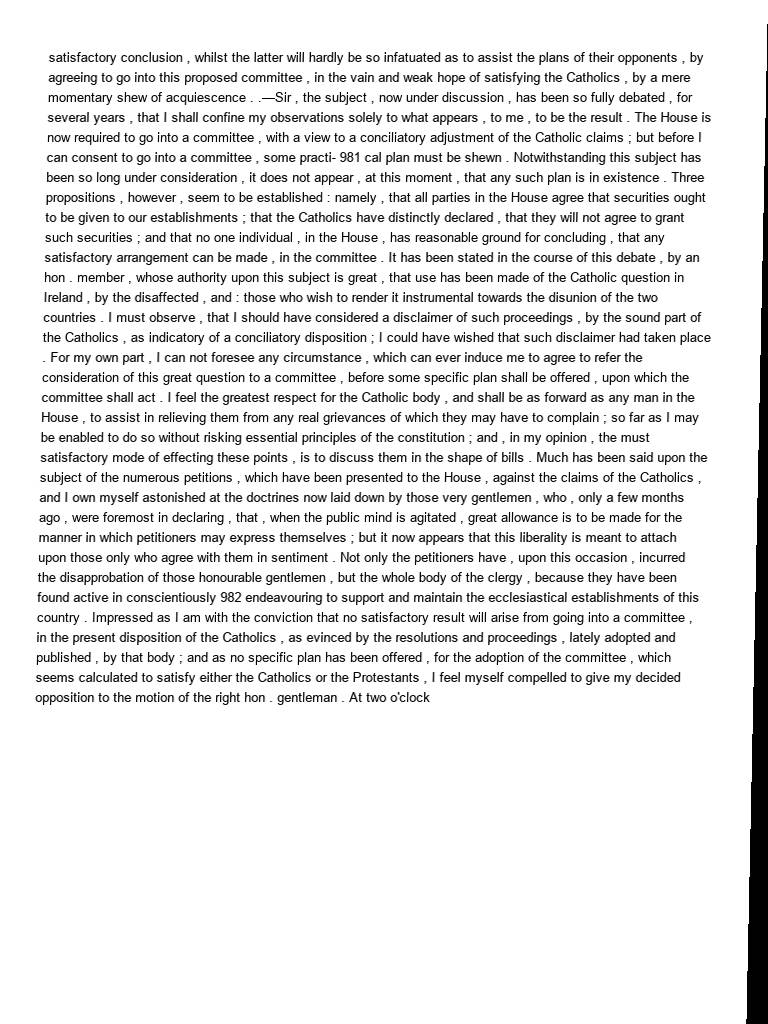 satisfactory conclusion , whilst the latter will hardly be so infatuated as to assist the plans of their opponents , by
agreeing to go into this proposed committee , in the vain and weak hope of satisfying the Catholics , by a mere
momentary shew of acquiescence . .—Sir , the subject , now under discussion , has been so fully debated , for
several years , that I shall confine my observations solely to what appears , to me , to be the result . The House is
now required to go into a committee , with a view to a conciliatory adjustment of the Catholic claims ; but before I
can consent to go into a committee , some practi- 981 cal plan must be shewn . Notwithstanding this subject has
been so long under consideration , it does not appear , at this moment , that any such plan is in existence . Three
propositions , however , seem to be established : namely , that all parties in the House agree that securities ought
to be given to our establishments ; that the Catholics have distinctly declared , that they will not agree to grant
such securities ; and that no one individual , in the House , has reasonable ground for concluding , that any
satisfactory arrangement can be made , in the committee . It has been stated in the course of this debate , by an
hon . member , whose authority upon this subject is great , that use has been made of the Catholic question in
Ireland , by the disaffected , and : those who wish to render it instrumental towards the disunion of the two
countries . I must observe , that I should have considered a disclaimer of such proceedings , by the sound part of
the Catholics , as indicatory of a conciliatory disposition ; I could have wished that such disclaimer had taken place
. For my own part , I can not foresee any circumstance , which can ever induce me to agree to refer the
consideration of this great question to a committee , before some specific plan shall be offered , upon which the
committee shall act . I feel the greatest respect for the Catholic body , and shall be as forward as any man in the
House , to assist in relieving them from any real grievances of which they may have to complain ; so far as I may
be enabled to do so without risking essential principles of the constitution ; and , in my opinion , the must
satisfactory mode of effecting these points , is to discuss them in the shape of bills . Much has been said upon the
subject of the numerous petitions , which have been presented to the House , against the claims of the Catholics ,
and I own myself astonished at the doctrines now laid down by those very gentlemen , who , only a few months
ago , were foremost in declaring , that , when the public mind is agitated , great allowance is to be made for the
manner in which petitioners may express themselves ; but it now appears that this liberality is meant to attach
upon those only who agree with them in sentiment . Not only the petitioners have , upon this occasion , incurred
the disapprobation of those honourable gentlemen , but the whole body of the clergy , because they have been
found active in conscientiously 982 endeavouring to support and maintain the ecclesiastical establishments of this
country . Impressed as I am with the conviction that no satisfactory result will arise from going into a committee ,
in the present disposition of the Catholics , as evinced by the resolutions and proceedings , lately adopted and
published , by that body ; and as no specific plan has been offered , for the adoption of the committee , which
seems calculated to satisfy either the Catholics or the Protestants , I feel myself compelled to give my decided
opposition to the motion of the right hon . gentleman . At two o'clock